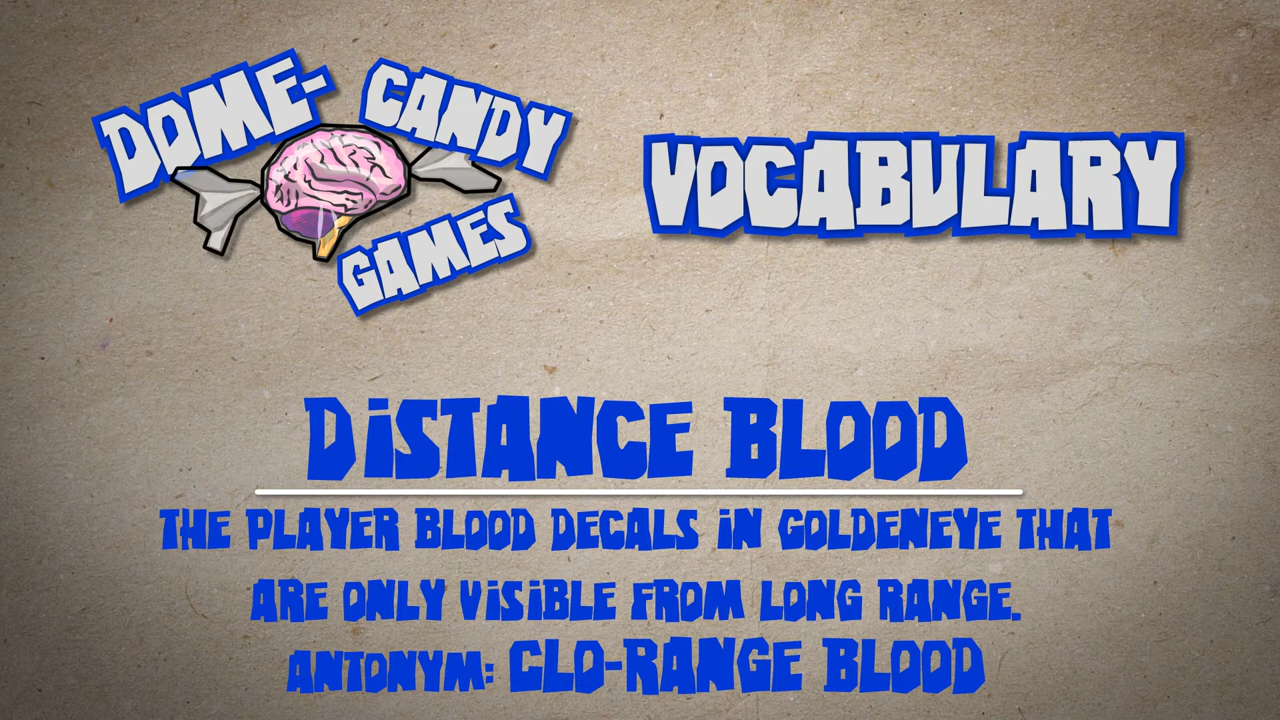 DOME-CANDY
GAMES
VOCABULARY
DISTANCE BLOOD
THE PLAYER BLOOD DECALS IN GOLDENEYE THAT
ARE ONLY VISIBLE FROM LONG RANGE.
ANTONYM: CLO-RANGE BLOOD